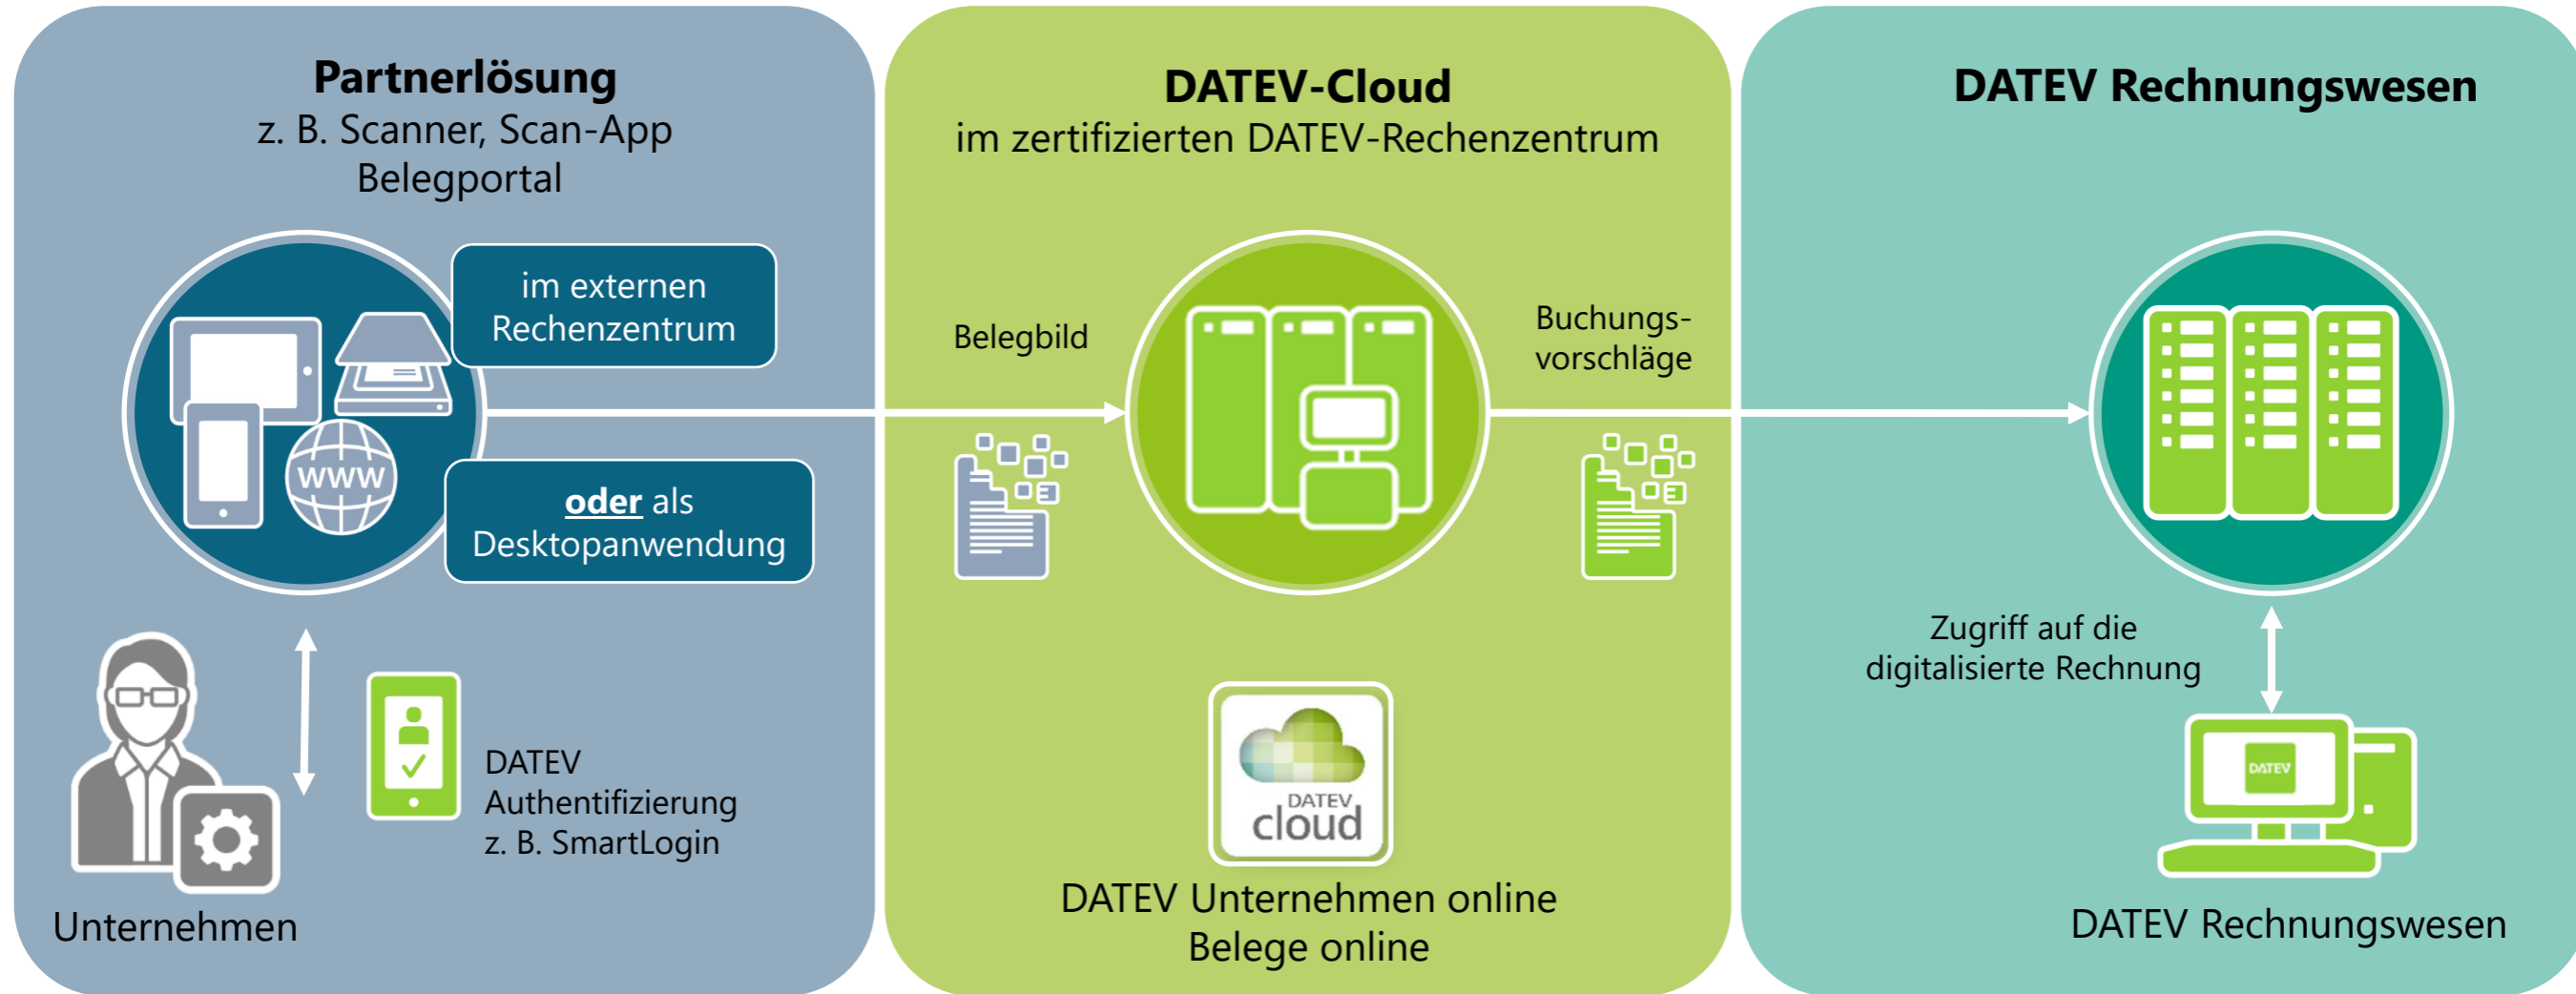 Partnerlösung
z. B. Scanner, Scan-App
Belegportal
im externen
Rechenzentrum
www
oder als
Desktopanwendung
DATEV
Authentifizierung
z. B. SmartLogin
Unternehmen
DATEV-Cloud
im zertifizierten DATEV-Rechenzentrum
Belegbild
Buchungs-
vorschläge
DATEV
cloud
DATEV Unternehmen online
Belege online
DATEV Rechnungswesen
Zugriff auf die
digitalisierte Rechnung
DATEV
DATEV Rechnungswesen